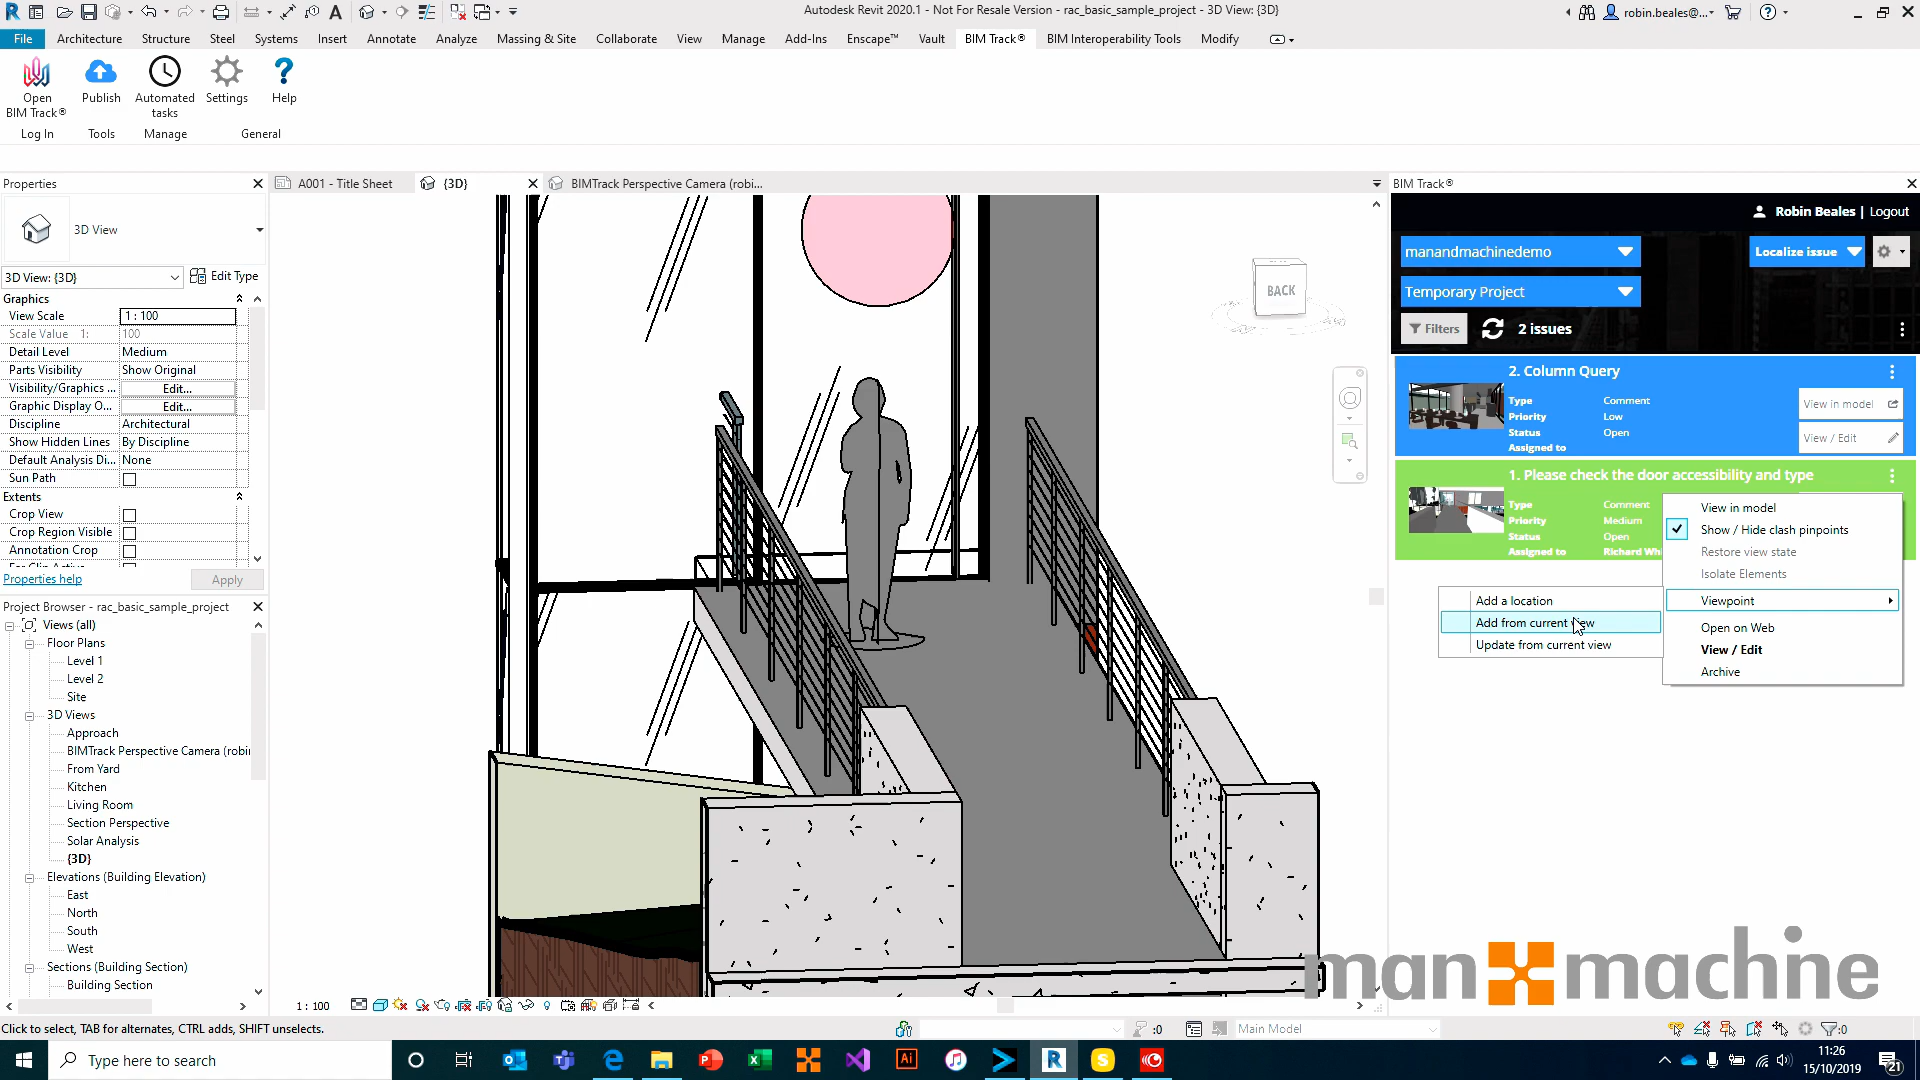 Autodesk Revit 2020.1 - Not For Resale Version - rac_basic_sample_project - 3D View: {3D}
robin.beales@...
File Architecture Structure Steel Systems Insert Annotate Analyze Massing & Site Collaborate View Manage Add-Ins Enscape™ Vault BIM Track® BIM Interoperability Tools Modify
Open BIM Track®
Publish
Automated tasks
Settings
Help
Log In Tools Manage General
Properties
A001 - Title Sheet
{3D}
BIMTrack Perspective Camera (robi...
BIM Track®
3D View
3D View: {3D}
Edit Type
Graphics
View Scale 1 : 100
Scale Value 1: 100
Detail Level Medium
Parts Visibility Show Original
Visibility/Graphics ... Edit...
Graphic Display O... Edit...
Discipline Architectural
Show Hidden Lines By Discipline
Default Analysis Di... None
Sun Path
Extents
Crop View
Crop Region Visible
Annotation Crop
Properties help
Apply
Project Browser - rac_basic_sample_project
Views (all)
Floor Plans
Level 1
Level 2
Site
3D Views
Approach
BIMTrack Perspective Camera (robin
From Yard
Kitchen
Living Room
Section Perspective
Solar Analysis
{3D}
Elevations (Building Elevation)
East
North
South
West
Sections (Building Section)
Building Section
BACK
Robin Beales | Logout
manandmachinedemo
Localize issue
Temporary Project
Filters
2 issues
2. Column Query
Type Comment
Priority Low
Status Open
Assigned to
View in model
View / Edit
1. Please check the door accessibility and type
Type Comment
Priority Medium
Status Open
Assigned to Richard Whi
View in model
Show / Hide clash pinpoints
Restore view state
Isolate Elements
Viewpoint
Open on Web
View / Edit
Archive
Add a location
Add from current view
Update from current view
man machine
1 : 100
Click to select, TAB for alternates, CTRL adds, SHIFT unselects.
:0
Main Model
:0
Type here to search
11:26
15/10/2019
21